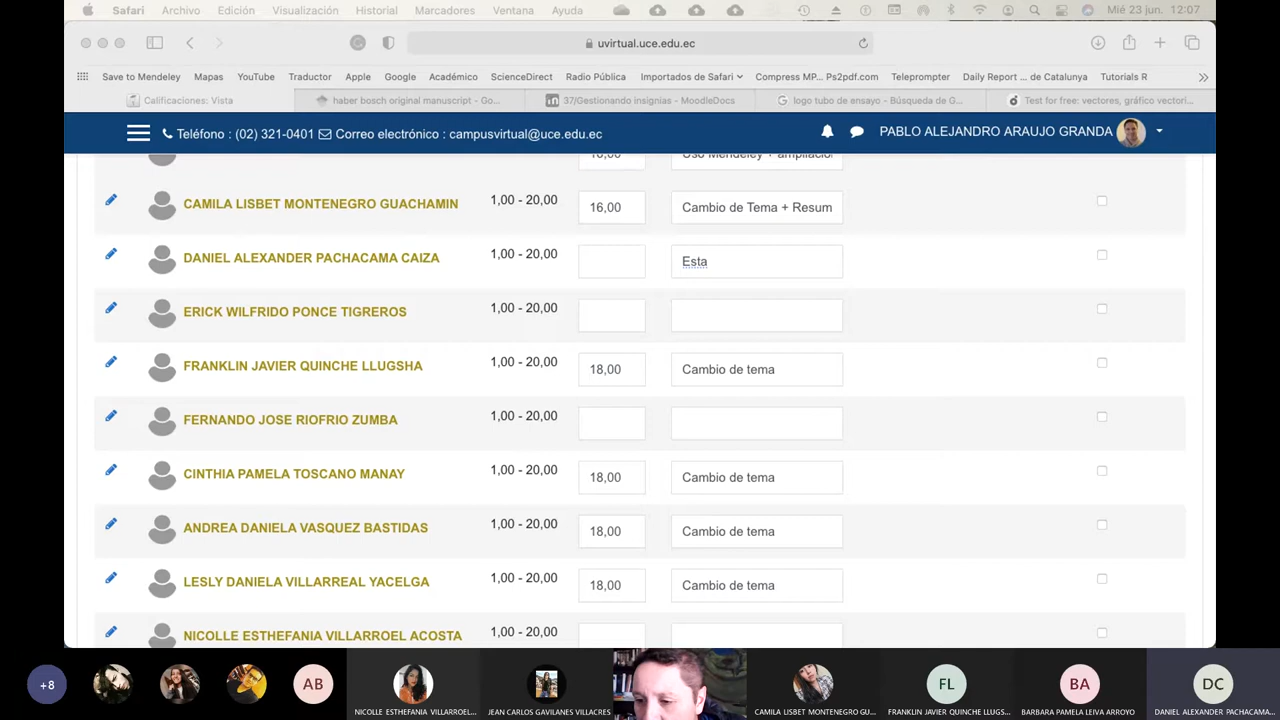 Safari Archivo Edición Visualización Historial Marcadores Ventana Ayuda Mié 23 jun. 12:07
uvirtual.uce.edu.ec
Save to Mendeley Mapas YouTube Traductor Apple Google Académico ScienceDirect Radio Pública Importados de Safari Compress MP... Ps2pdf.com Teleprompter Daily Report ... de Catalunya Tutorials R
Calificaciones: Vista haber bosch original manuscript - Go... 37/Gestionando insignias - MoodleDocs logo tubo de ensayo - Búsqueda de G... Test for free: vectores, gráfico vectori...
Teléfono : (02) 321-0401 Correo electrónico : campusvirtual@uce.edu.ec PABLO ALEJANDRO ARAUJO GRANDA
Uso Mendeley + ampliacion
CAMILA LISBET MONTENEGRO GUACHAMIN 1,00 - 20,00 16,00 Cambio de Tema + Resum
DANIEL ALEXANDER PACHACAMA CAIZA 1,00 - 20,00 Esta
ERICK WILFRIDO PONCE TIGREROS 1,00 - 20,00
FRANKLIN JAVIER QUINCHE LLUGSHA 1,00 - 20,00 18,00 Cambio de tema
FERNANDO JOSE RIOFRIO ZUMBA 1,00 - 20,00
CINTHIA PAMELA TOSCANO MANAY 1,00 - 20,00 18,00 Cambio de tema
ANDREA DANIELA VASQUEZ BASTIDAS 1,00 - 20,00 18,00 Cambio de tema
LESLY DANIELA VILLARREAL YACELGA 1,00 - 20,00 18,00 Cambio de tema
NICOLLE ESTHEFANIA VILLARROEL ACOSTA 1,00 - 20,00
+8 AB FL BA DC
NICOLLE ESTHEFANIA VILLARROEL... JEAN CARLOS GAVILANES VILLACRES CAMILA LISBET MONTENEGRO GU... FRANKLIN JAVIER QUINCHE LLUGS... BARBARA PAMELA LEIVA ARROYO DANIEL ALEXANDER PACHACAMA...